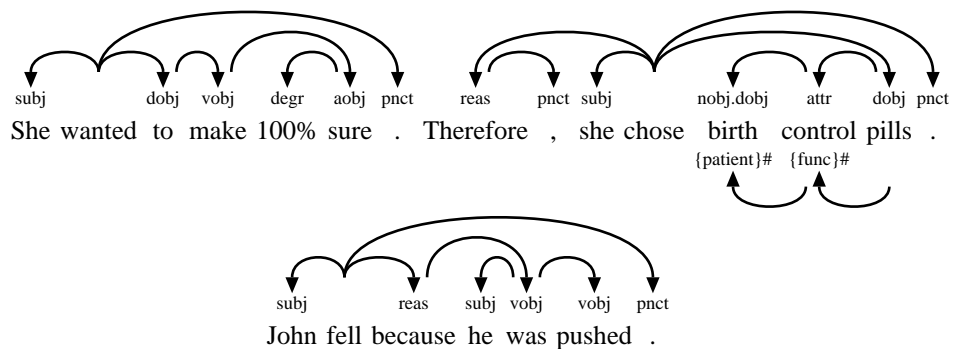 subj dobj vobj degr aobj pnct reas pnct subj nobj.dobj attr dobj pnct
She wanted to make 100% sure . Therefore , she chose birth control pills .
{patient}# {func}#
subj reas subj vobj vobj pnct
John fell because he was pushed .